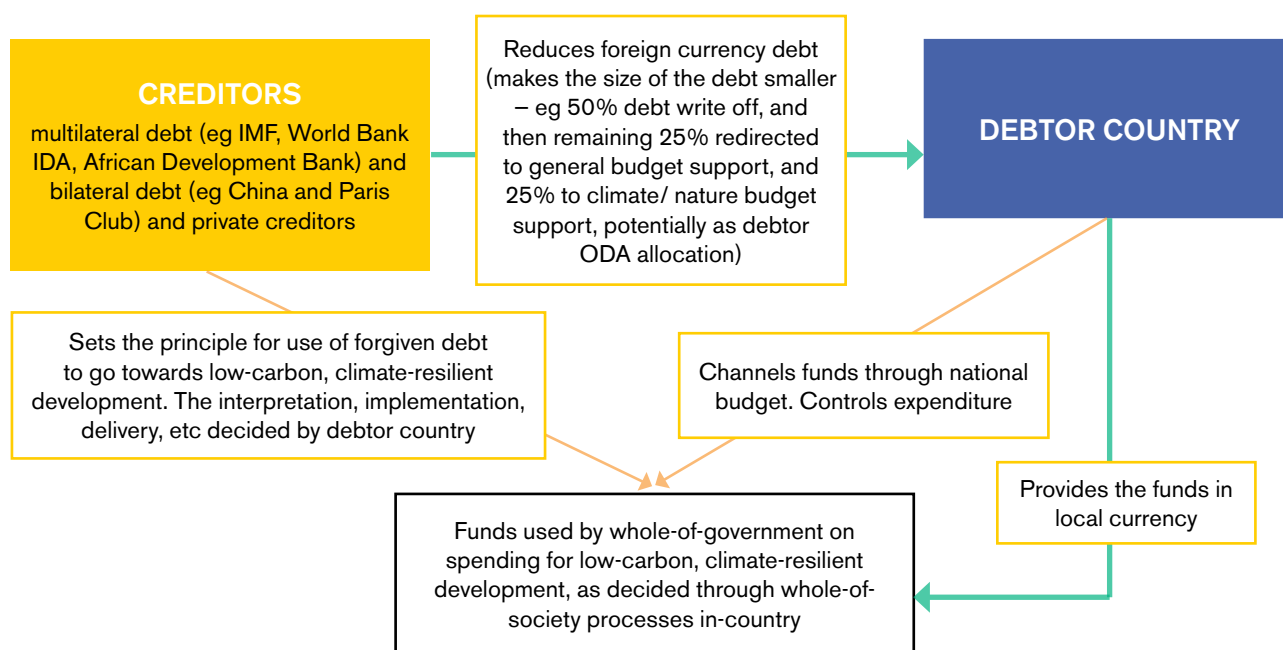 CREDITORS
multilateral debt (eg IMF, World Bank
IDA, African Development Bank) and
bilateral debt (eg China and Paris
Club) and private creditors
Reduces foreign currency debt
(makes the size of the debt smaller
– eg 50% debt write off, and
then remaining 25% redirected
to general budget support, and
25% to climate/ nature budget
support, potentially as debtor
ODA allocation)
DEBTOR COUNTRY
Sets the principle for use of forgiven debt
to go towards low-carbon, climate-resilient
development. The interpretation, implementation,
delivery, etc decided by debtor country
Channels funds through national
budget. Controls expenditure
Provides the funds in
local currency
Funds used by whole-of-government on
spending for low-carbon, climate-resilient
development, as decided through whole-of-
society processes in-country